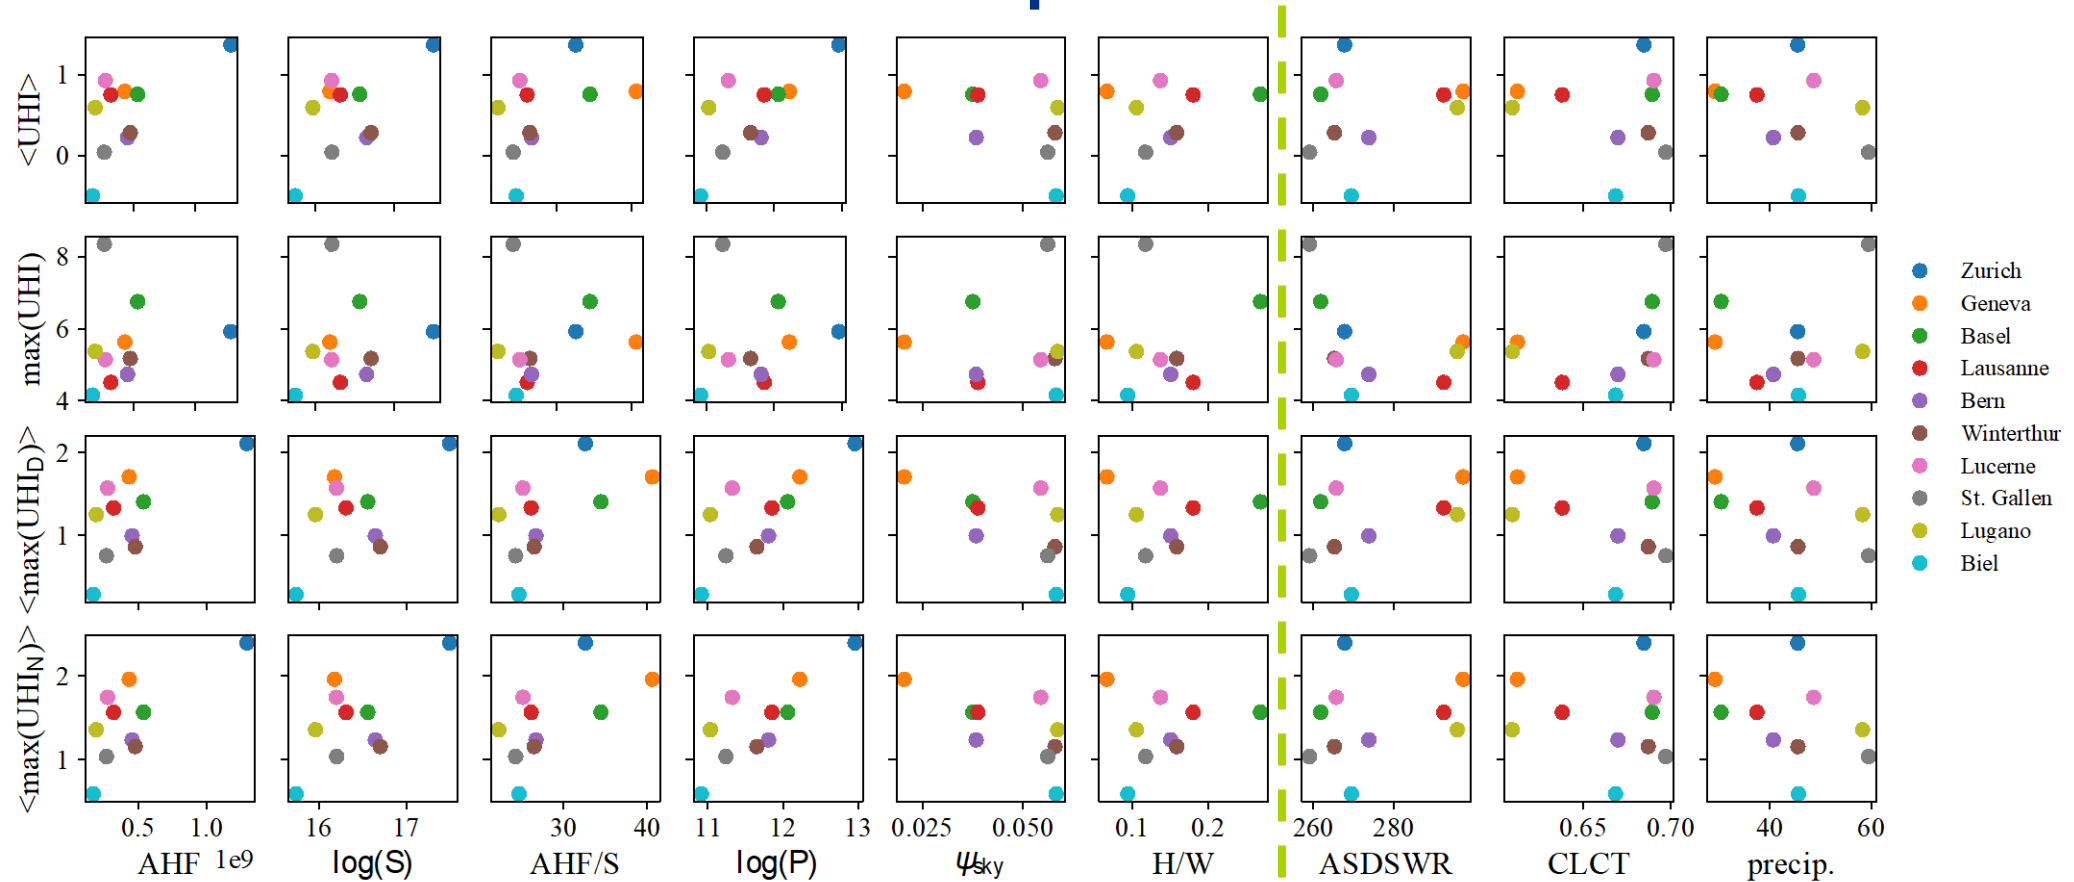 <UHI>
1
0
max(UHI)
8
6
4
<max(UHI_D)>
2
1
<max(UHI_N)>
2
1
0.5 1.0
16 17
30 40
11 12 13
0.025 0.050
0.1 0.2
260 280
0.65 0.70
40 60
AHF 1e9
log(S)
AHF/S
log(P)
ψsky
H/W
ASDSWR
CLCT
precip.
Zurich
Geneva
Basel
Lausanne
Bern
Winterthur
Lucerne
St. Gallen
Lugano
Biel